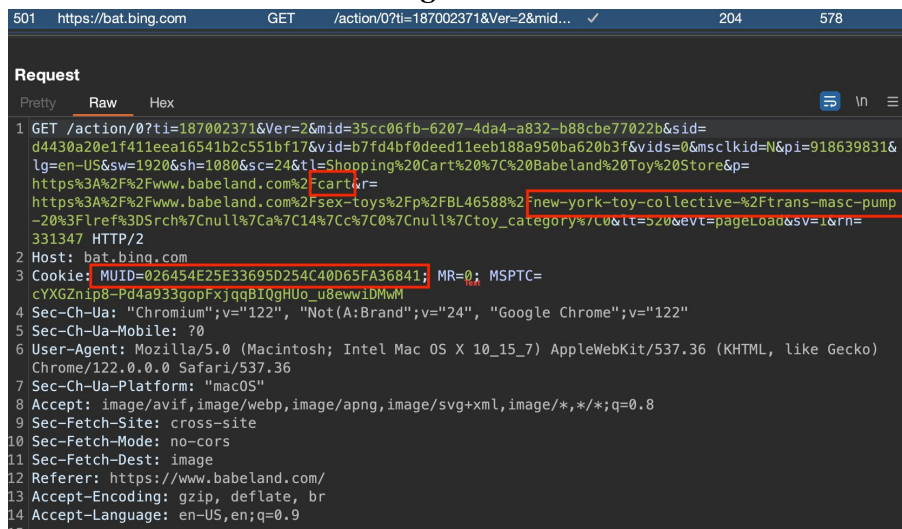 501 https://bat.bing.com GET /action/0?ti=187002371&Ver=2&mid... ✓ 204 578
Request
Pretty Raw Hex \n
1 GET /action/0?ti=187002371&Ver=2&mid=35cc06fb-6207-4da4-a832-b88cbe77022b&sid=
d4430a20e1f411eea16541b2c551bf17&vid=b7fd4bf0deed11eeb188a950ba620b3f&vids=0&msclkid=N&pi=918639831&
lg=en-US&sw=1920&sh=1080&sc=24&tl=Shopping%20Cart%20%7C%20Babeland%20Toy%20Store&p=
https%3A%2F%2Fwww.babeland.com%2Fcart&r=
https%3A%2F%2Fwww.babeland.com%2Fsex-toys%2Fp%2FBL46588%2Fnew-york-toy-collective-%2Ftrans-masc-pump
-20%3Flref%3DSrch%7Cnull%7Ca%7C14%7Cc%7C0%7Cnull%7Ctoy_category%7C0&lt=520&evt=pageLoad&sv=1&rn=
331347 HTTP/2
2 Host: bat.bing.com
3 Cookie: MUID=026454E25E33695D254C40D65FA36841; MR=0; MSPTC=
cYXGZnip8-Pd4a933gopFxjqqBIQgHUo_u8ewwiDMwM
4 Sec-Ch-Ua: "Chromium";v="122", "Not(A:Brand";v="24", "Google Chrome";v="122"
5 Sec-Ch-Ua-Mobile: ?0
6 User-Agent: Mozilla/5.0 (Macintosh; Intel Mac OS X 10_15_7) AppleWebKit/537.36 (KHTML, like Gecko)
Chrome/122.0.0.0 Safari/537.36
7 Sec-Ch-Ua-Platform: "macOS"
8 Accept: image/avif,image/webp,image/apng,image/svg+xml,image/*,*/*;q=0.8
9 Sec-Fetch-Site: cross-site
10 Sec-Fetch-Mode: no-cors
11 Sec-Fetch-Dest: image
12 Referer: https://www.babeland.com/
13 Accept-Encoding: gzip, deflate, br
14 Accept-Language: en-US,en;q=0.9